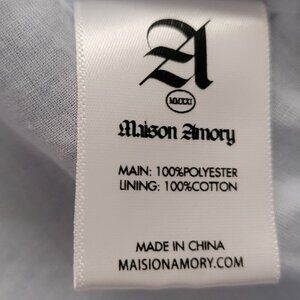 A
MMXXI
Maison Amory
MAIN: 100%POLYESTER
LINING: 100%COTTON
MADE IN CHINA
MAISIONAMORY.COM